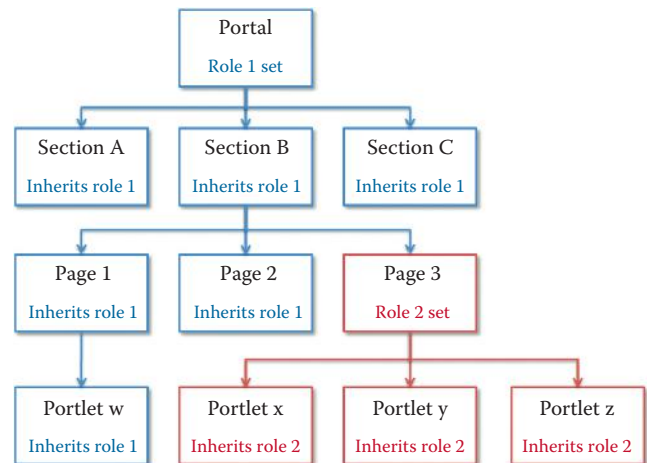 Portal
Role 1 set
Section A
Inherits role 1
Section B
Inherits role 1
Section C
Inherits role 1
Page 1
Inherits role 1
Page 2
Inherits role 1
Page 3
Role 2 set
Portlet w
Inherits role 1
Portlet x
Inherits role 2
Portlet y
Inherits role 2
Portlet z
Inherits role 2